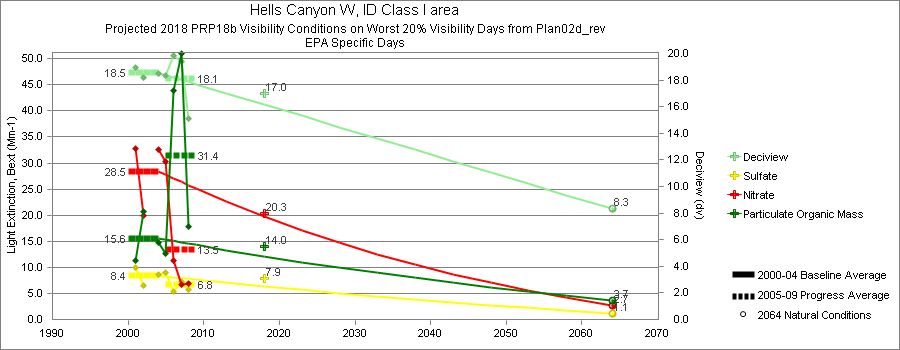 Hells Canyon W, ID Class I area
Projected 2018 PRP18b Visibility Conditions on Worst 20% Visibility Days from Plan02d_rev
EPA Specific Days
Light Extinction, Bext (Mm-1)
50.0
45.0
40.0
35.0
30.0
25.0
20.0
15.0
10.0
5.0
0.0
18.5
28.5
15.6
8.4
18.1
31.4
13.5
6.8
17.0
20.3
14.0
7.9
8.3
3.7
2.7
1.1
20.0
18.0
16.0
14.0
12.0
10.0
8.0
6.0
4.0
2.0
0.0
Deciview (dv)
1990 2000 2010 2020 2030 2040 2050 2060 2070
Deciview
Sulfate
Nitrate
Particulate Organic Mass
2000-04 Baseline Average
2005-09 Progress Average
2064 Natural Conditions